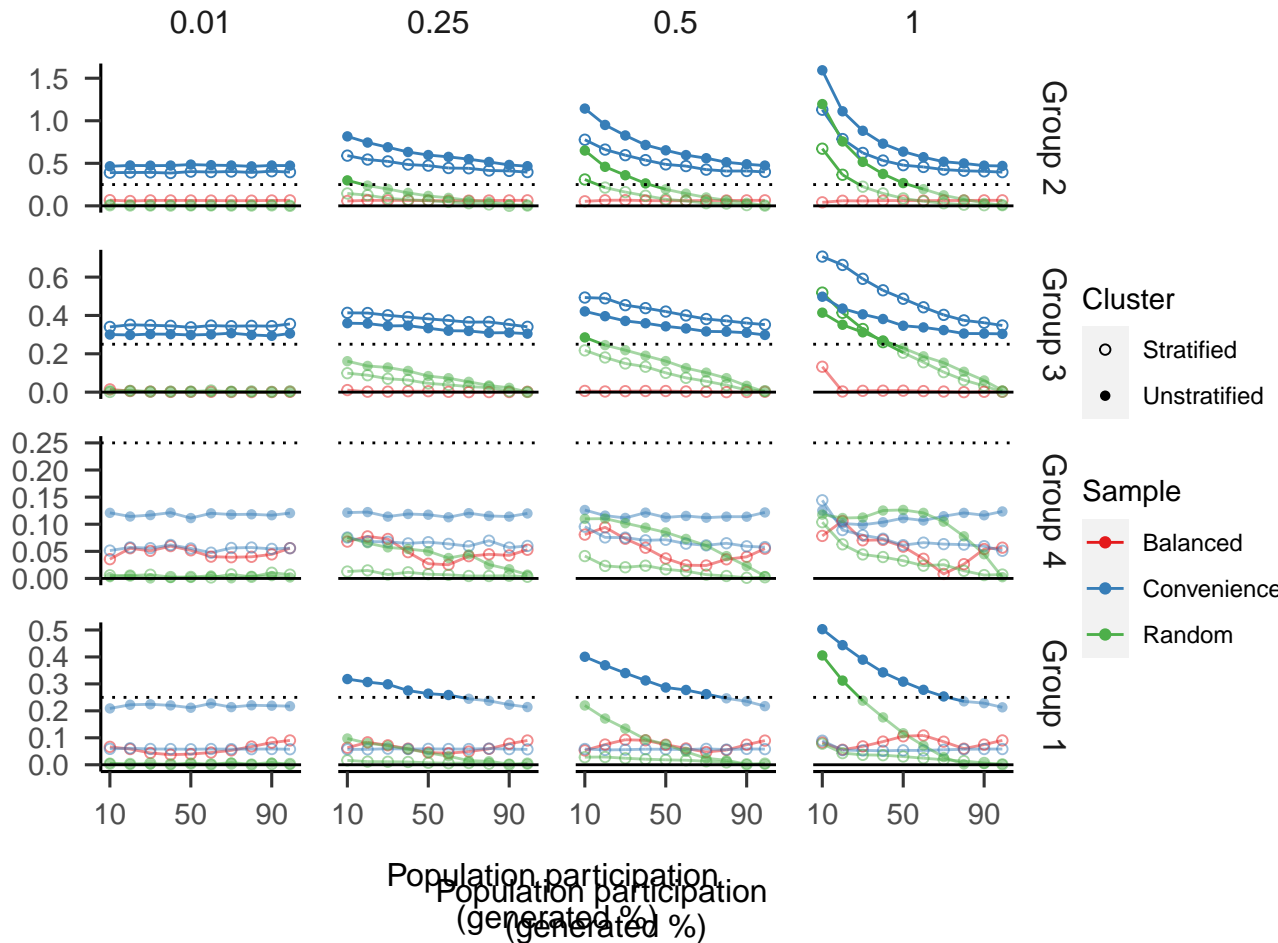 0.01 0.25 0.5 1
1.5
1.0
0.5
0.0
Group 2
0.6
0.4
0.2
0.0
Group 3
0.25
0.20
0.15
0.10
0.05
0.00
Group 4
0.5
0.4
0.3
0.2
0.1
0.0
Group 1
10 50 90 10 50 90 10 50 90 10 50 90
Population participation
(generated %)
Population participation
(generated %)
Cluster
Stratified
Unstratified
Sample
Balanced
Convenience
Random